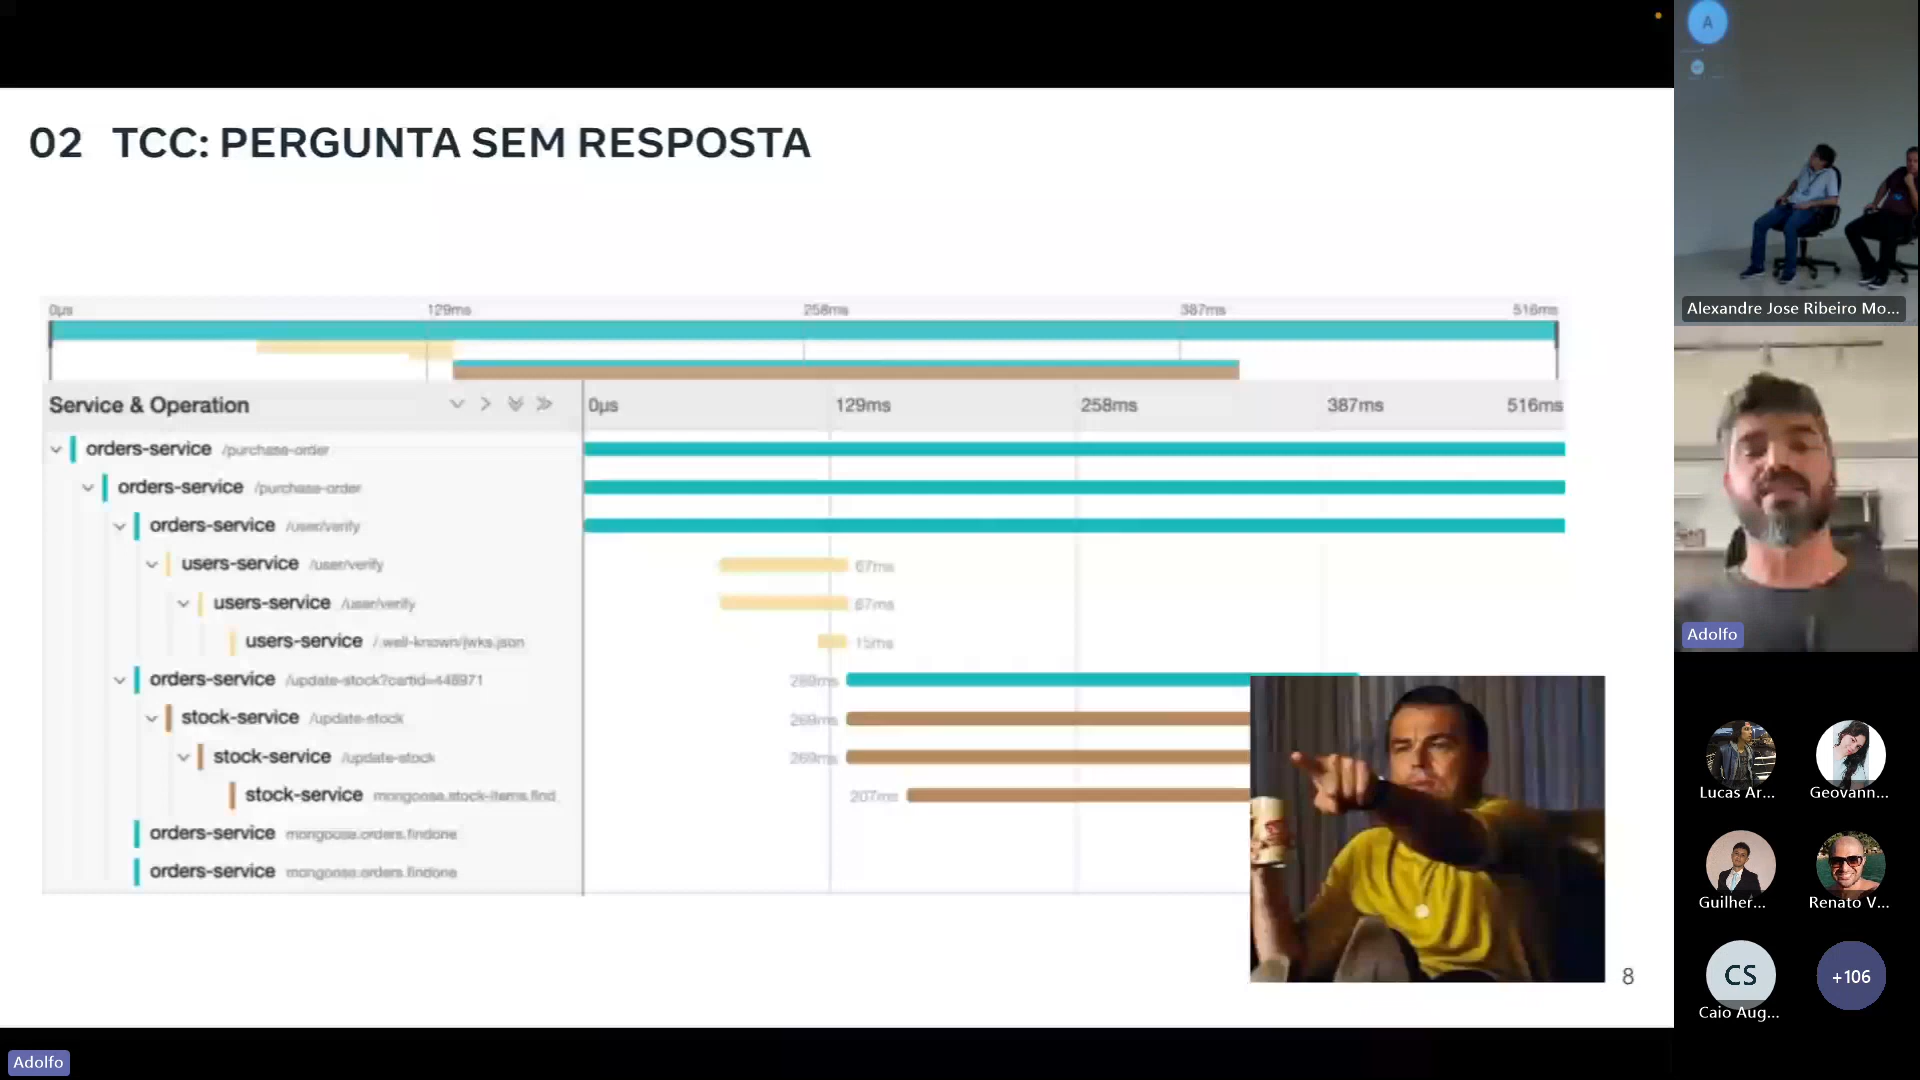 02 TCC: PERGUNTA SEM RESPOSTA
0µs 129ms 258ms 387ms 516ms
Service & Operation 0µs 129ms 258ms 387ms 516ms
orders-service /purchase-order
orders-service /purchase-order
orders-service /user/verify
users-service /user/verify 67ms
users-service /user/verify 67ms
users-service /.well-known/jwks.json 15ms
orders-service /update-stock?cartid=448971 269ms
stock-service /update-stock 269ms
stock-service /update-stock 269ms
stock-service mongoose.stock-items.find 207ms
orders-service mongoose.orders.findone
orders-service mongoose.orders.findone
8
Adolfo
A
Alexandre Jose Ribeiro Mo...
Adolfo
Lucas Ar... Geovann...
Guilher... Renato V...
CS +106
Caio Aug...